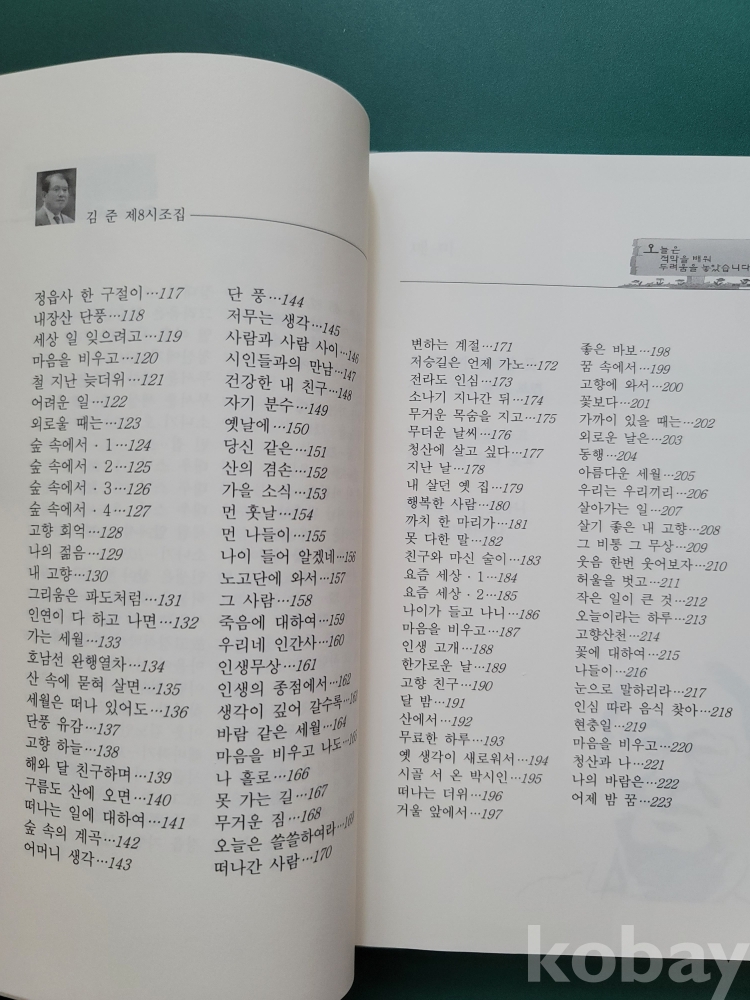 김 준 제8시조집
정읍사 한 구절이…117
내장산 단풍…118
세상 일 잊으려고…119
마음을 비우고…120
철 지난 늦더위…121
어려운 일…122
외로울 때는…123
숲 속에서 · 1…124
숲 속에서 · 2…125
숲 속에서 · 3…126
숲 속에서 · 4…127
고향 회억…128
나의 젊음…129
내 고향…130
그리움은 파도처럼…131
인연이 다 하고 나면…132
가는 세월…133
호남선 완행열차…134
산 속에 묻혀 살면…135
세월은 떠나 있어도…136
단풍 유감…137
고향 하늘…138
해와 달 친구하며…139
구름도 산에 오면…140
떠나는 일에 대하여…141
숲 속의 계곡…142
어머니 생각…143
단 풍…144
저무는 생각…145
사람과 사람 사이…146
시인들과의 만남…147
건강한 내 친구…148
자기 분수…149
옛날에…150
당신 같은…151
산의 겸손…152
가을 소식…153
먼 훗날…154
먼 나들이…155
나이 들어 알겠네…156
노고단에 와서…157
그 사람…158
죽음에 대하여…159
우리네 인간사…160
인생무상…161
인생의 종점에서…162
생각이 깊어 갈수록…163
바람 같은 세월…164
마음을 비우고 나도…165
나 홀로…166
못 가는 길…167
무거운 짐…168
오늘은 쓸쓸하여라…169
떠나간 사람…170
오늘은
적막을 배워
두려움을 놓았습니다
변하는 계절…171
저승길은 언제 가노…172
전라도 인심…173
소나기 지나간 뒤…174
무거운 목숨을 지고…175
무더운 날씨…176
청산에 살고 싶다…177
지난 날…178
내 살던 옛 집…179
행복한 사람…180
까치 한 마리가…181
못 다한 말…182
친구와 마신 술이…183
요즘 세상 · 1…184
요즘 세상 · 2…185
나이가 들고 나니…186
마음을 비우고…187
인생 고개…188
한가로운 날…189
고향 친구…190
달 밤…191
산에서…192
무료한 하루…193
옛 생각이 새로워서…194
시골 서 온 박시인…195
떠나는 더위…196
거울 앞에서…197
좋은 바보…198
꿈 속에서…199
고향에 와서…200
꽃보다…201
가까이 있을 때는…202
외로운 날은…203
동행…204
아름다운 세월…205
우리는 우리끼리…206
살아가는 일…207
살기 좋은 내 고향…208
그 비통 그 무상…209
웃음 한번 웃어보자…210
허울을 벗고…211
작은 일이 큰 것…212
오늘이라는 하루…213
고향산천…214
꽃에 대하여…215
나들이…216
눈으로 말하리라…217
인심 따라 음식 찾아…218
현충일…219
마음을 비우고…220
청산과 나…221
나의 바람은…222
어제 밤 꿈…223
kobay